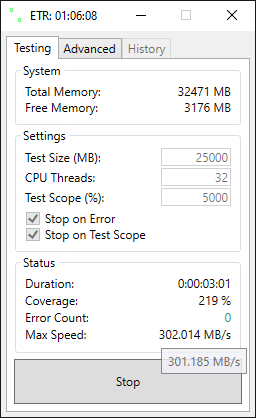 ETR: 01:06:08
Testing Advanced History
System
Total Memory: 32471 MB
Free Memory: 3176 MB
Settings
Test Size (MB): 25000
CPU Threads: 32
Test Scope (%): 5000
Stop on Error
Stop on Test Scope
Status
Duration: 0:00:03:01
Coverage: 219 %
Error Count: 0
Max Speed: 302.014 MB/s
301.185 MB/s
Stop